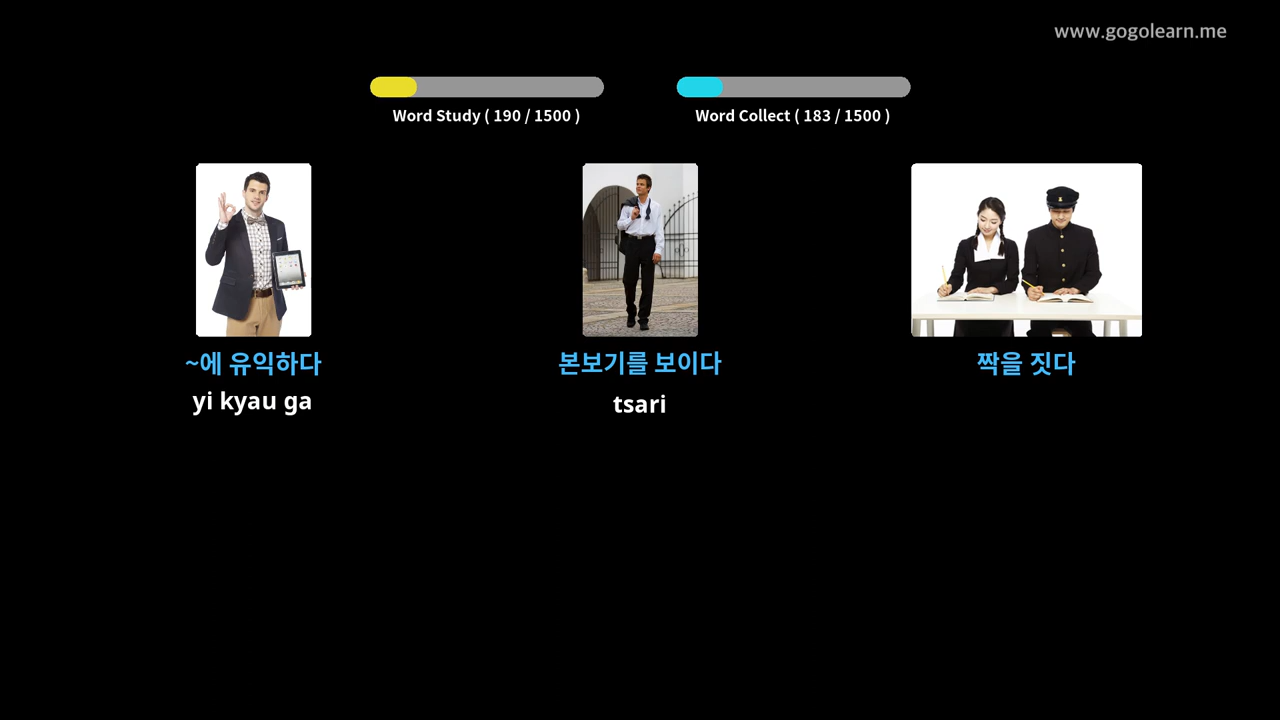 www.gogolearn.me
Word Study ( 190 / 1500 )
Word Collect ( 183 / 1500 )
~에 유익하다
본보기를 보이다
짝을 짓다
yi kyau ga
tsari